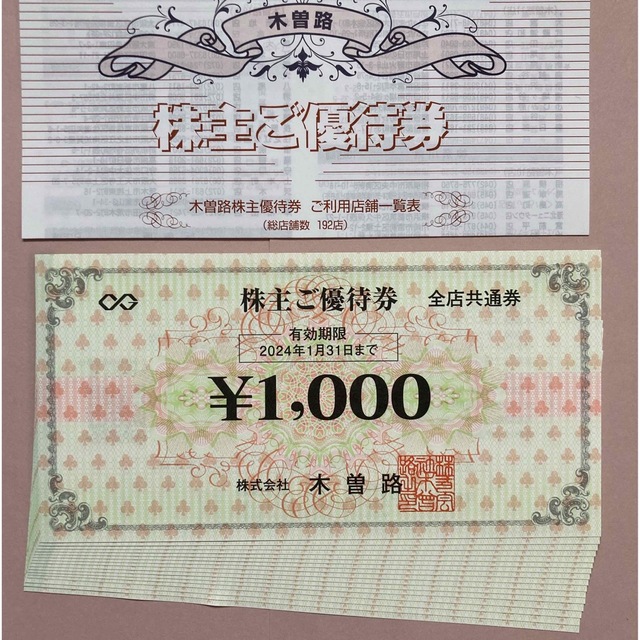 木曽路
株主ご優待券
木曽路株主優待券 ご利用店舗一覧表
(総店舗数 192店)
株主ご優待券 全店共通券
有効期限
2024年1月31日まで
¥1,000
株式会社 木曽路